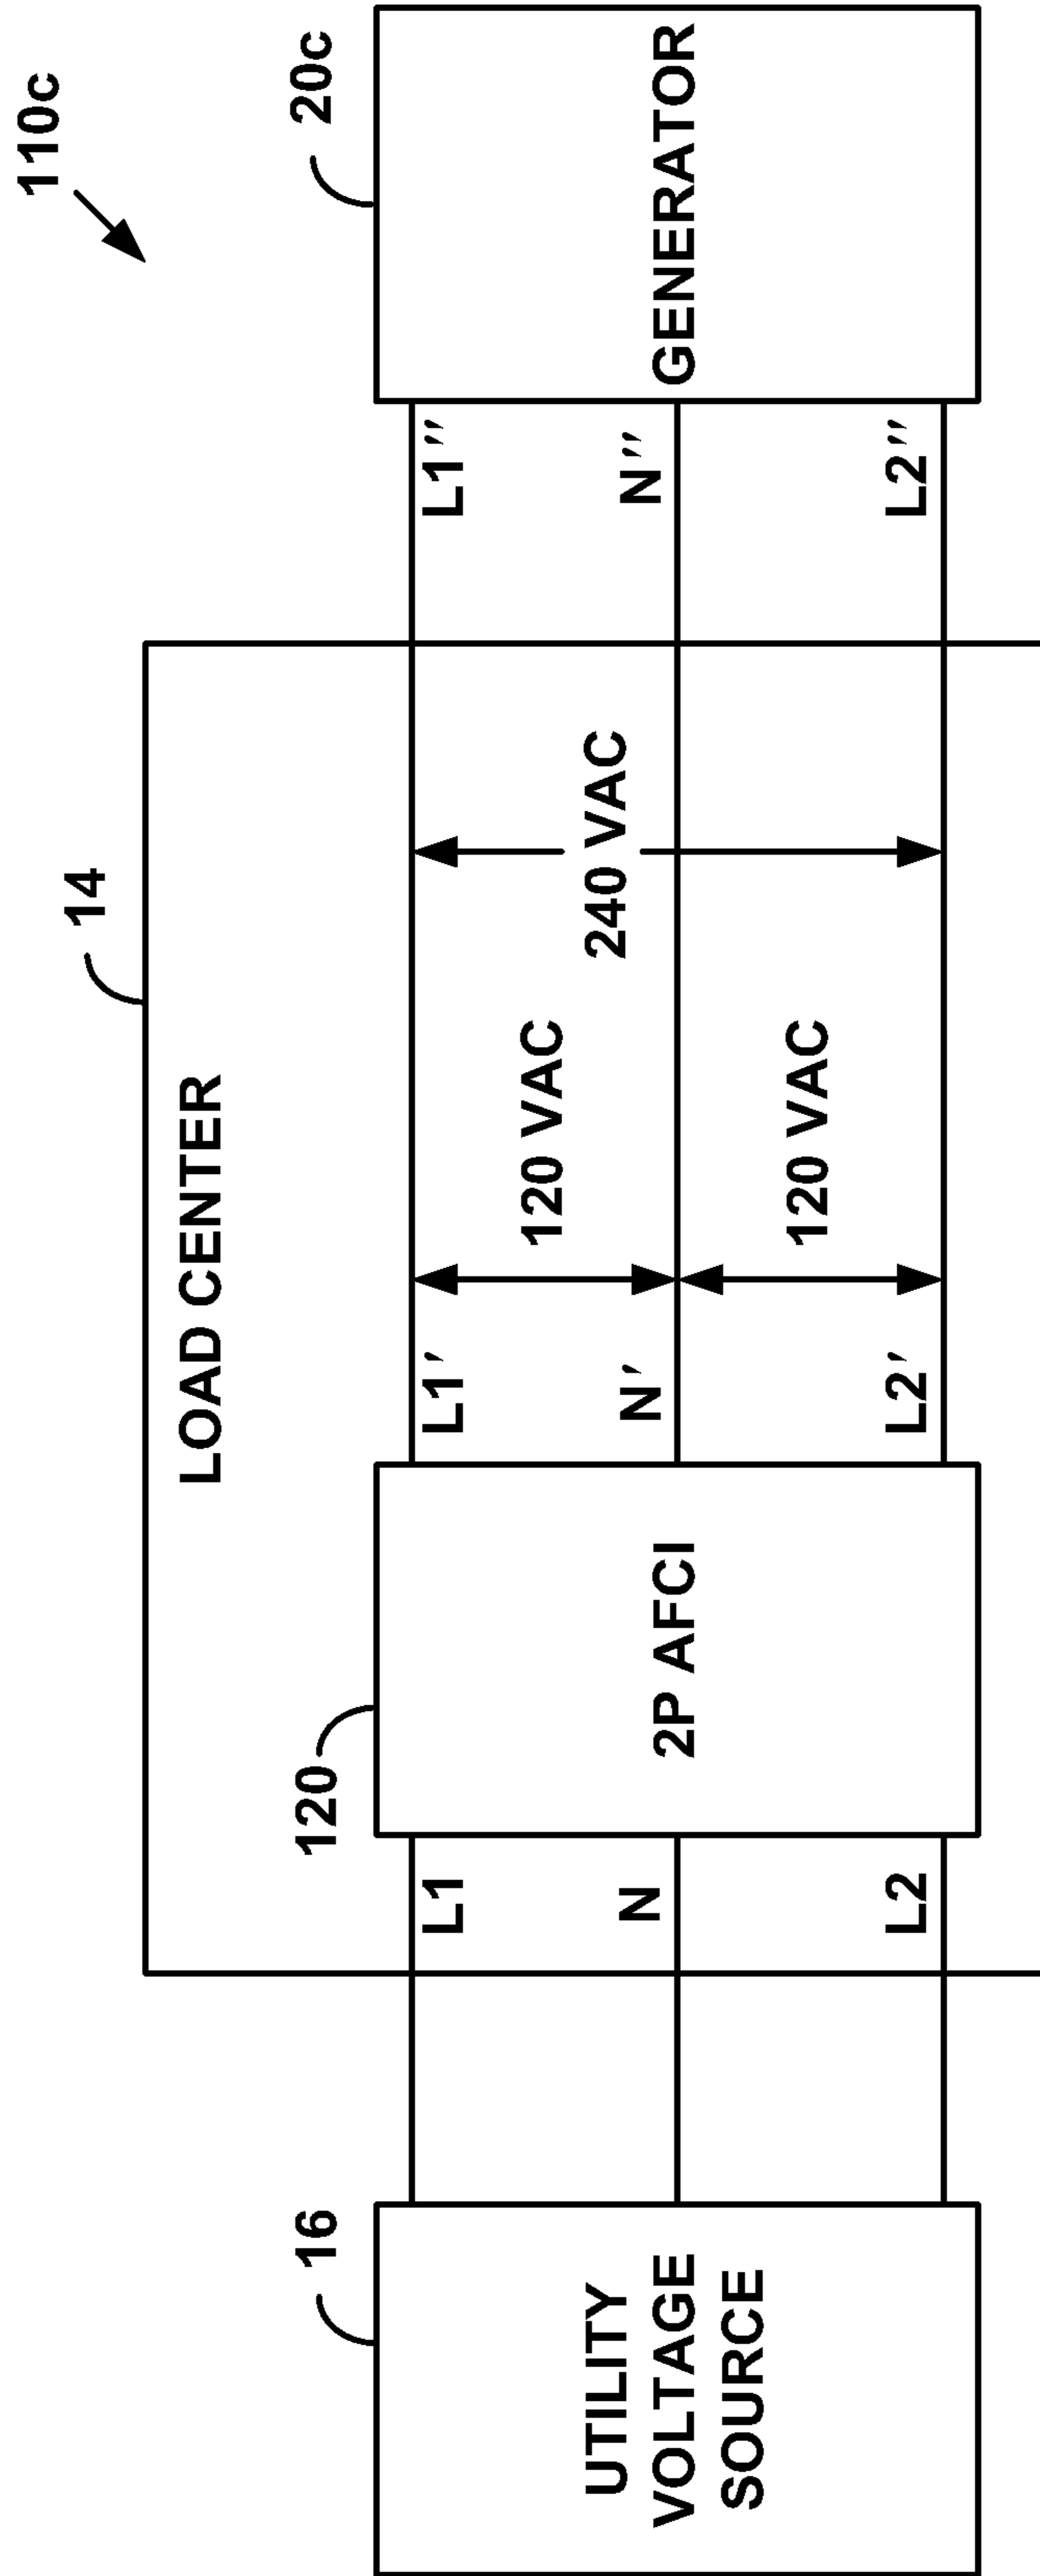 110c
14
LOAD CENTER
16
120
20c
UTILITY
VOLTAGE
SOURCE
L1
N
L2
2P AFCI
L1′
N′
L2′
120 VAC
120 VAC
240 VAC
L1″
N″
L2″
GENERATOR